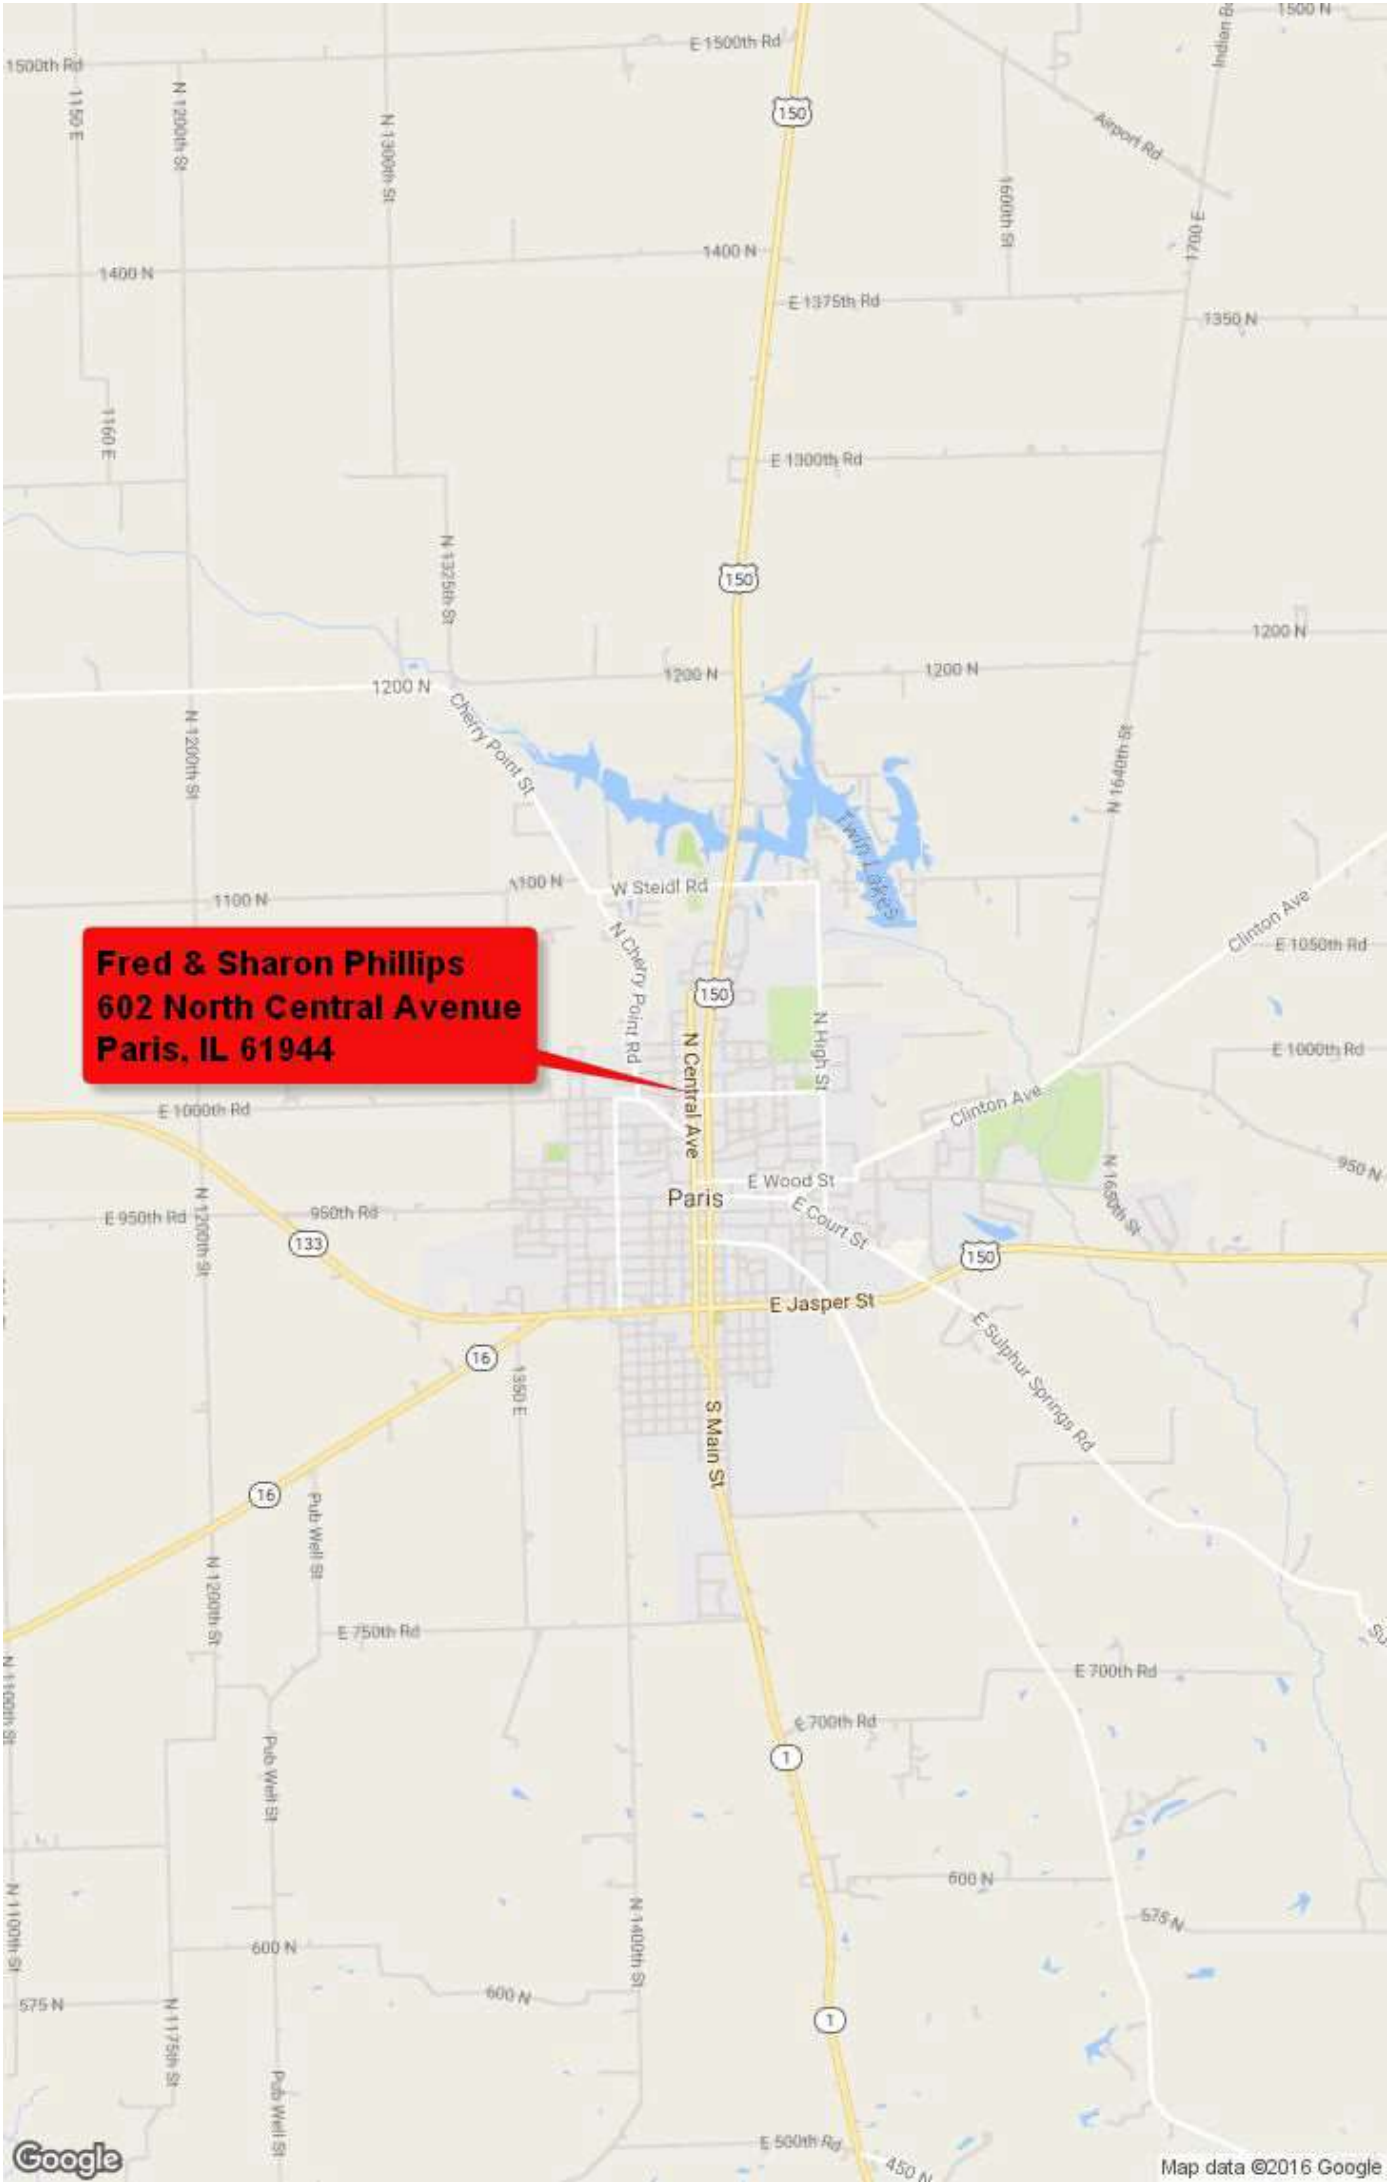 1500 N
E 1500th Rd
1500th Rd
Indian B
150
1150 E
N 1200th St
N 1300th St
Airport Rd
1600th St
1700 E
1400 N
1400 N
E 1375th Rd
1350 N
1160 E
E 1300th Rd
N 1325th St
150
1200 N
1200 N
1200 N
1200 N
Cherry Point St
N 1200th St
N 1640th St
Twin Lakes
1100 N
W Steidl Rd
1100 N
Clinton Ave
E 1050th Rd
Fred & Sharon Phillips
602 North Central Avenue
Paris, IL 61944
N Cherry Point Rd
150
N Central Ave
N High St
E 1000th Rd
E 1000th Rd
Clinton Ave
950 N
N 1650th St
E Wood St
Paris
E Court St
E 950th Rd
950th Rd
N 1200th St
133
150
E Jasper St
E Sulphur Springs Rd
16
1350 E
S Main St
16
Pub Well St
N 1200th St
E 750th Rd
Su
N 1100th St
E 700th Rd
E 700th Rd
Pub Well St
1
600 N
N 1100th St
N 1400th St
575 N
600 N
600 N
575 N
N 1175th St
1
Pub Well St
E 500th Rd
450 N
Google
Map data ©2016 Google